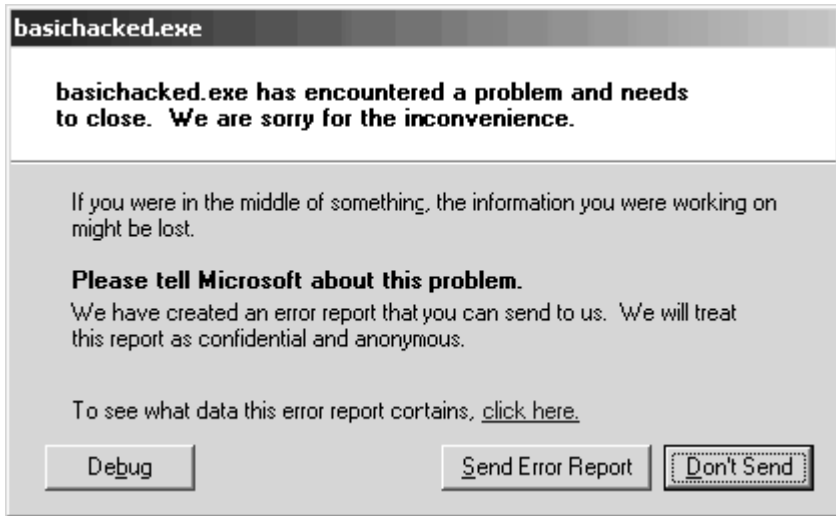 basichacked.exe
basichacked.exe has encountered a problem and needs
to close.  We are sorry for the inconvenience.
If you were in the middle of something, the information you were working on
might be lost.
Please tell Microsoft about this problem.
We have created an error report that you can send to us.  We will treat
this report as confidential and anonymous.
To see what data this error report contains, click here.
Debug
Send Error Report
Don't Send